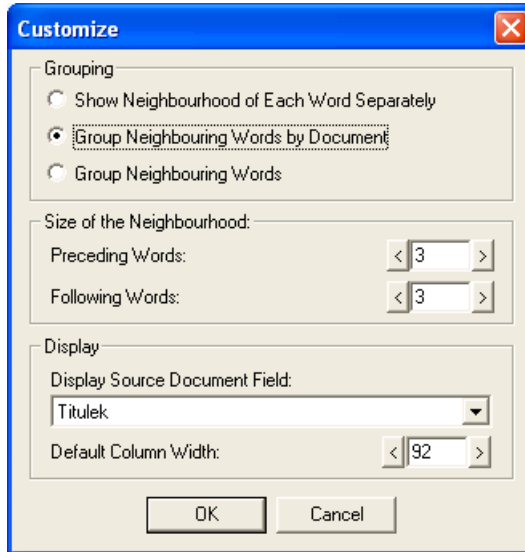 Customize
Grouping
Show Neighbourhood of Each Word Separately
Group Neighbouring Words by Document
Group Neighbouring Words
Size of the Neighbourhood:
Preceding Words: < 3 >
Following Words: < 3 >
Display
Display Source Document Field:
Titulek
Default Column Width: < 92 >
OK Cancel